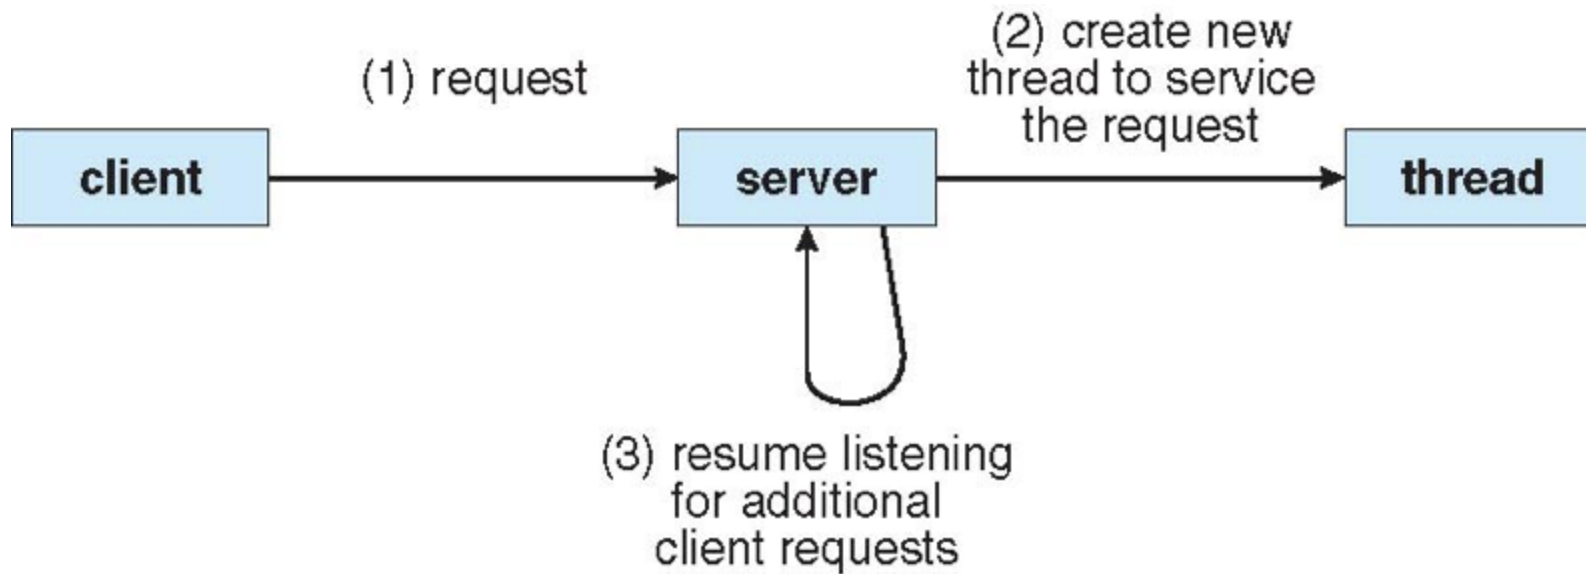 (1) request
(2) create new
thread to service
the request
client
server
thread
(3) resume listening
for additional
client requests